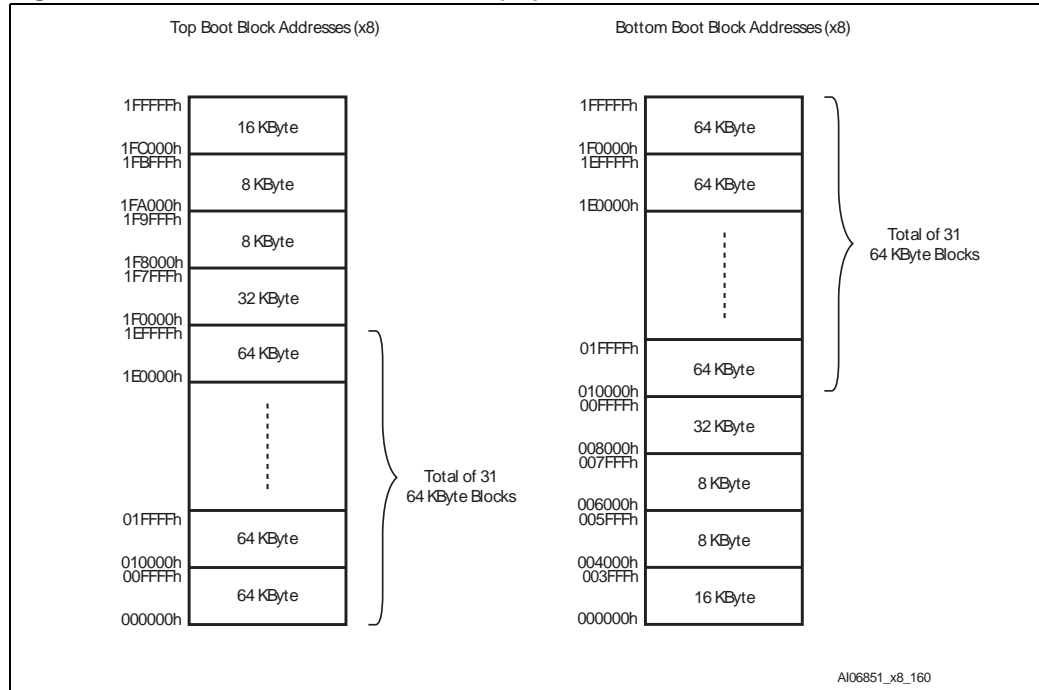 Top Boot Block Addresses (x8)
1FFFFFh
16 KByte
1FC000h
1FBFFFh
8 KByte
1FA000h
1F9FFFh
8 KByte
1F8000h
1F7FFFh
32 KByte
1F0000h
1EFFFFh
64 KByte
1E0000h
Total of 31
64 KByte Blocks
01FFFFh
64 KByte
010000h
00FFFFh
64 KByte
000000h
Bottom Boot Block Addresses (x8)
1FFFFFh
64 KByte
1F0000h
1EFFFFh
64 KByte
1E0000h
Total of 31
64 KByte Blocks
01FFFFh
64 KByte
010000h
00FFFFh
32 KByte
008000h
007FFFh
8 KByte
006000h
005FFFh
8 KByte
004000h
003FFFh
16 KByte
000000h
AI06851_x8_160